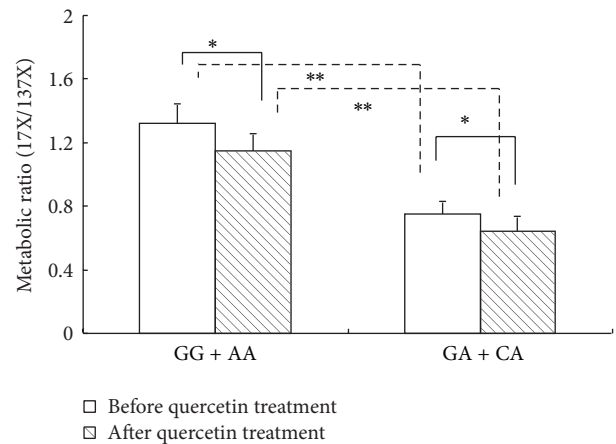 2
1.6
1.2
0.8
0.4
0
Metabolic ratio (17X/137X)
*
**
**
*
GG + AA
GA + CA
Before quercetin treatment
After quercetin treatment